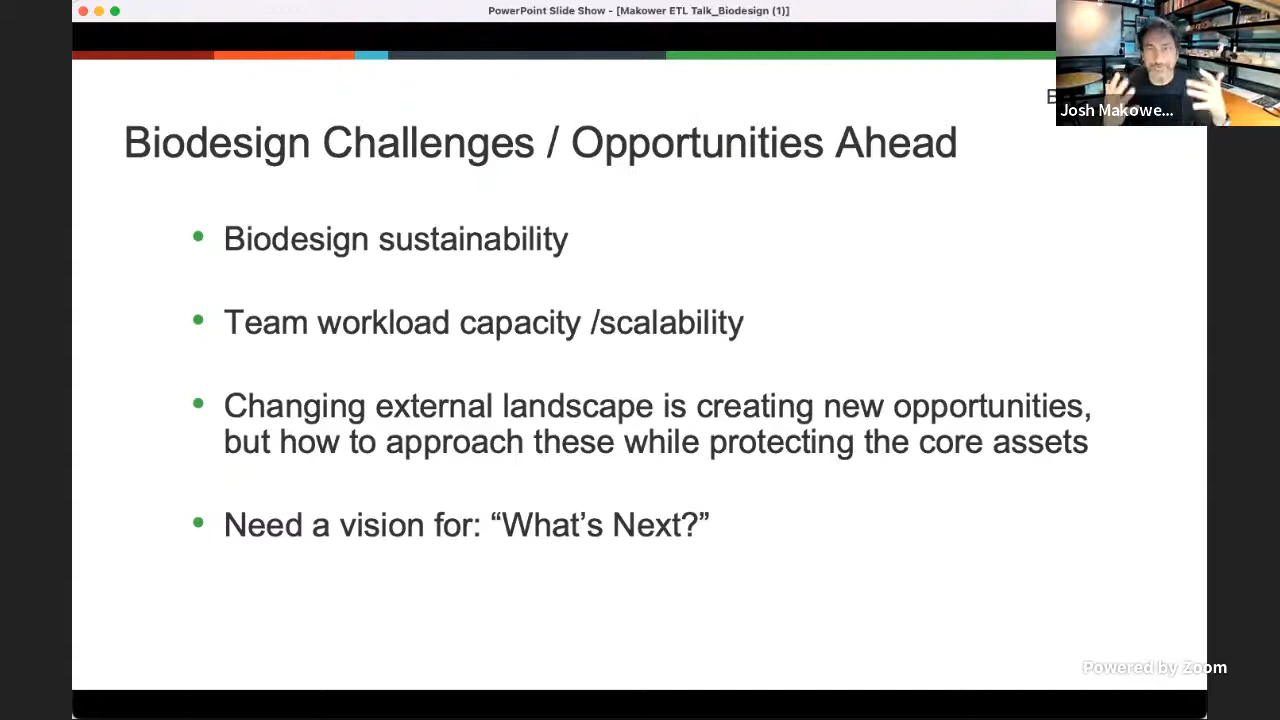 PowerPoint Slide Show - [Makower ETL Talk_Biodesign (1)]
Josh Makowe...
Biodesign Challenges / Opportunities Ahead
• Biodesign sustainability
• Team workload capacity /scalability
• Changing external landscape is creating new opportunities,
but how to approach these while protecting the core assets
• Need a vision for: “What’s Next?”
Powered by Zoom